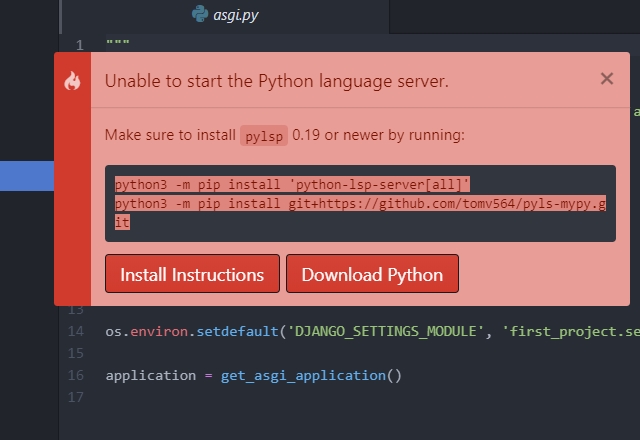 asgi.py
1 """
Unable to start the Python language server.
Make sure to install pylsp 0.19 or newer by running:
python3 -m pip install 'python-lsp-server[all]'
python3 -m pip install git+https://github.com/tomv564/pyls-mypy.g
it
Install Instructions Download Python
13
14 os.environ.setdefault('DJANGO_SETTINGS_MODULE', 'first_project.se
15
16 application = get_asgi_application()
17